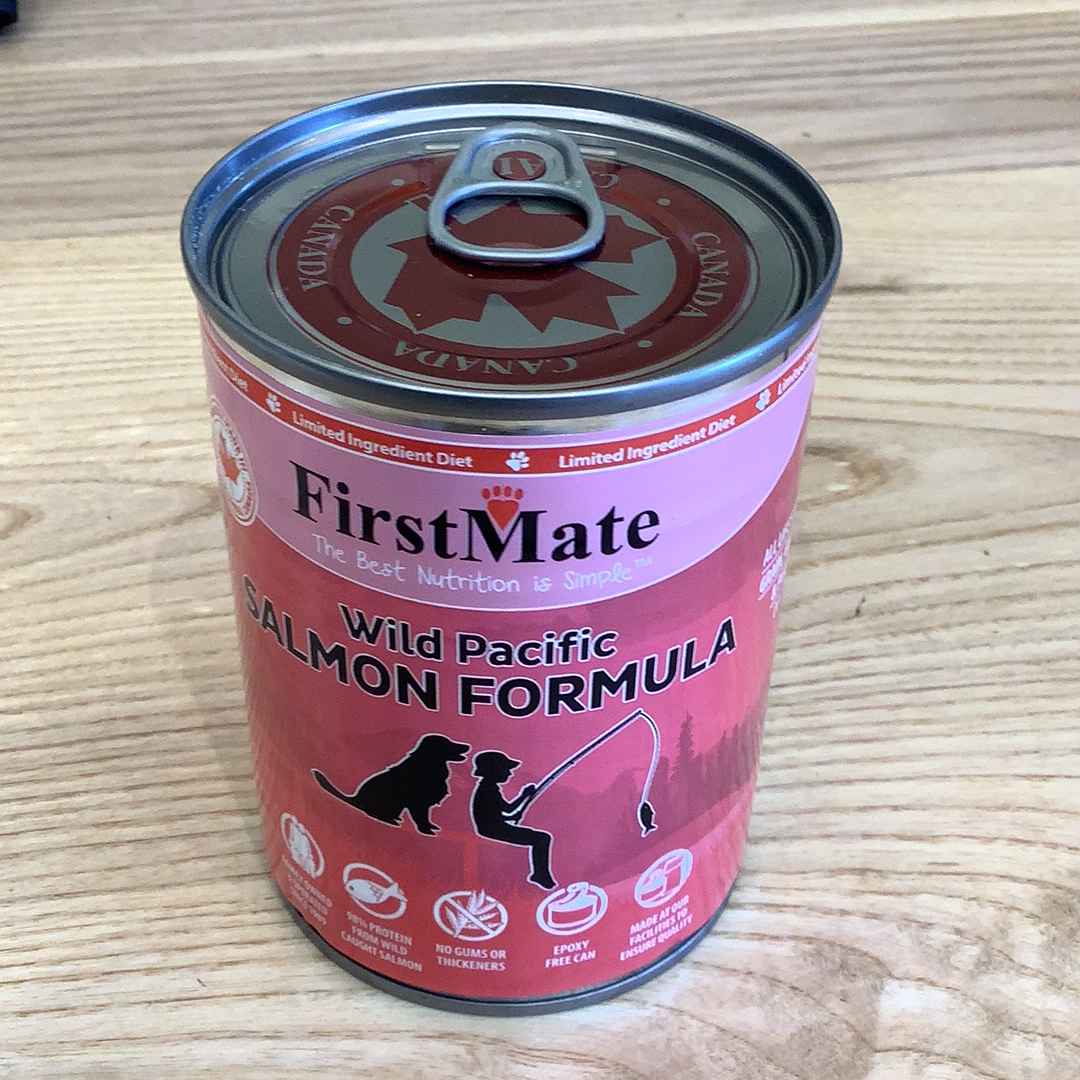 CANADA
CANADA
CANADA
CANADA
Limited Ingredient Diet
Limited Ingredient Diet
FirstMate
The Best Nutrition is Simple™
Wild Pacific
SALMON FORMULA
98% PROTEIN
FROM WILD
CAUGHT SALMON
NO GUMS OR
THICKENERS
EPOXY
FREE CAN
MADE AT OUR
FACILITIES TO
ENSURE QUALITY